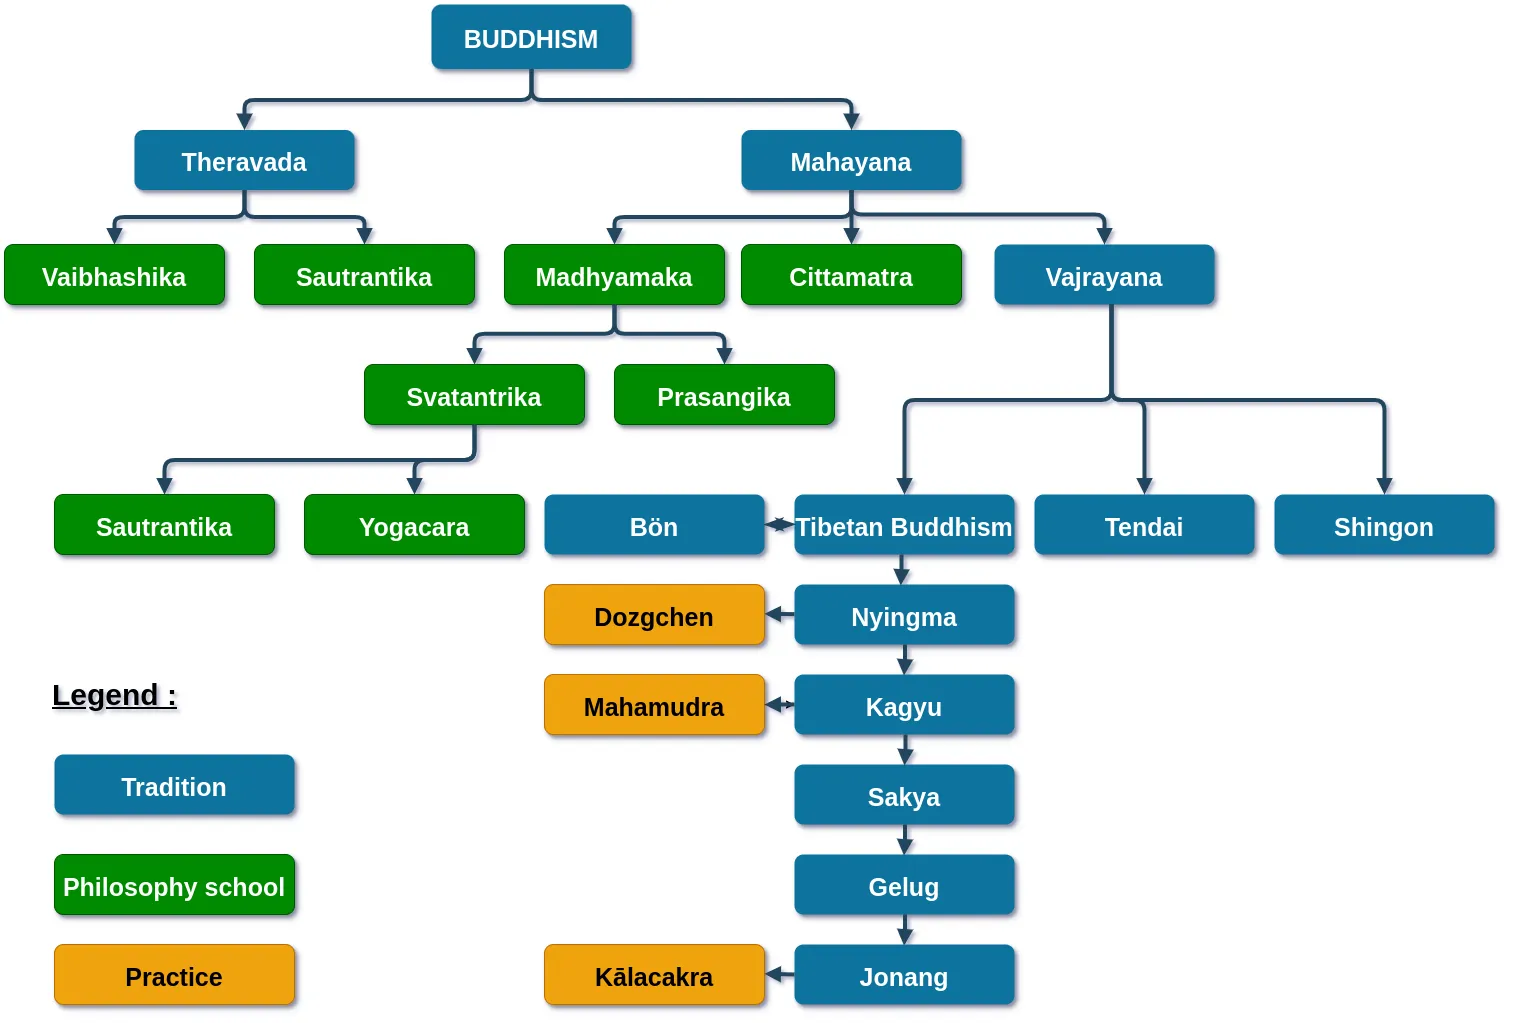 BUDDHISM
Theravada
Mahayana
Vaibhashika
Sautrantika
Madhyamaka
Cittamatra
Vajrayana
Svatantrika
Prasangika
Sautrantika
Yogacara
Bön
Tibetan Buddhism
Tendai
Shingon
Dozgchen
Nyingma
Mahamudra
Kagyu
Sakya
Gelug
Kālacakra
Jonang
Legend :
Tradition
Philosophy school
Practice